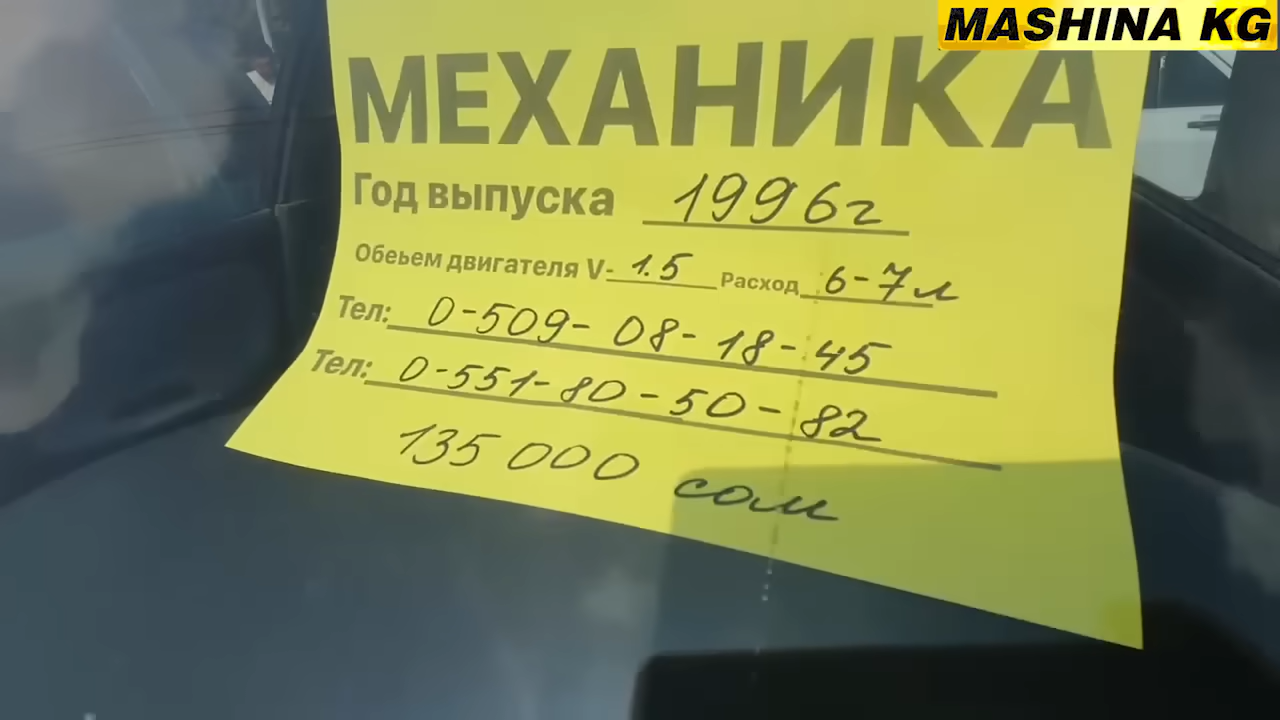 MASHINA KG
МЕХАНИКА
Год выпуска 1996г
Обеьем двигателя V- 1.5 Расход 6-7л
Тел: 0-509-08-18-45
Тел: 0-551-80-50-82
135 000 сом